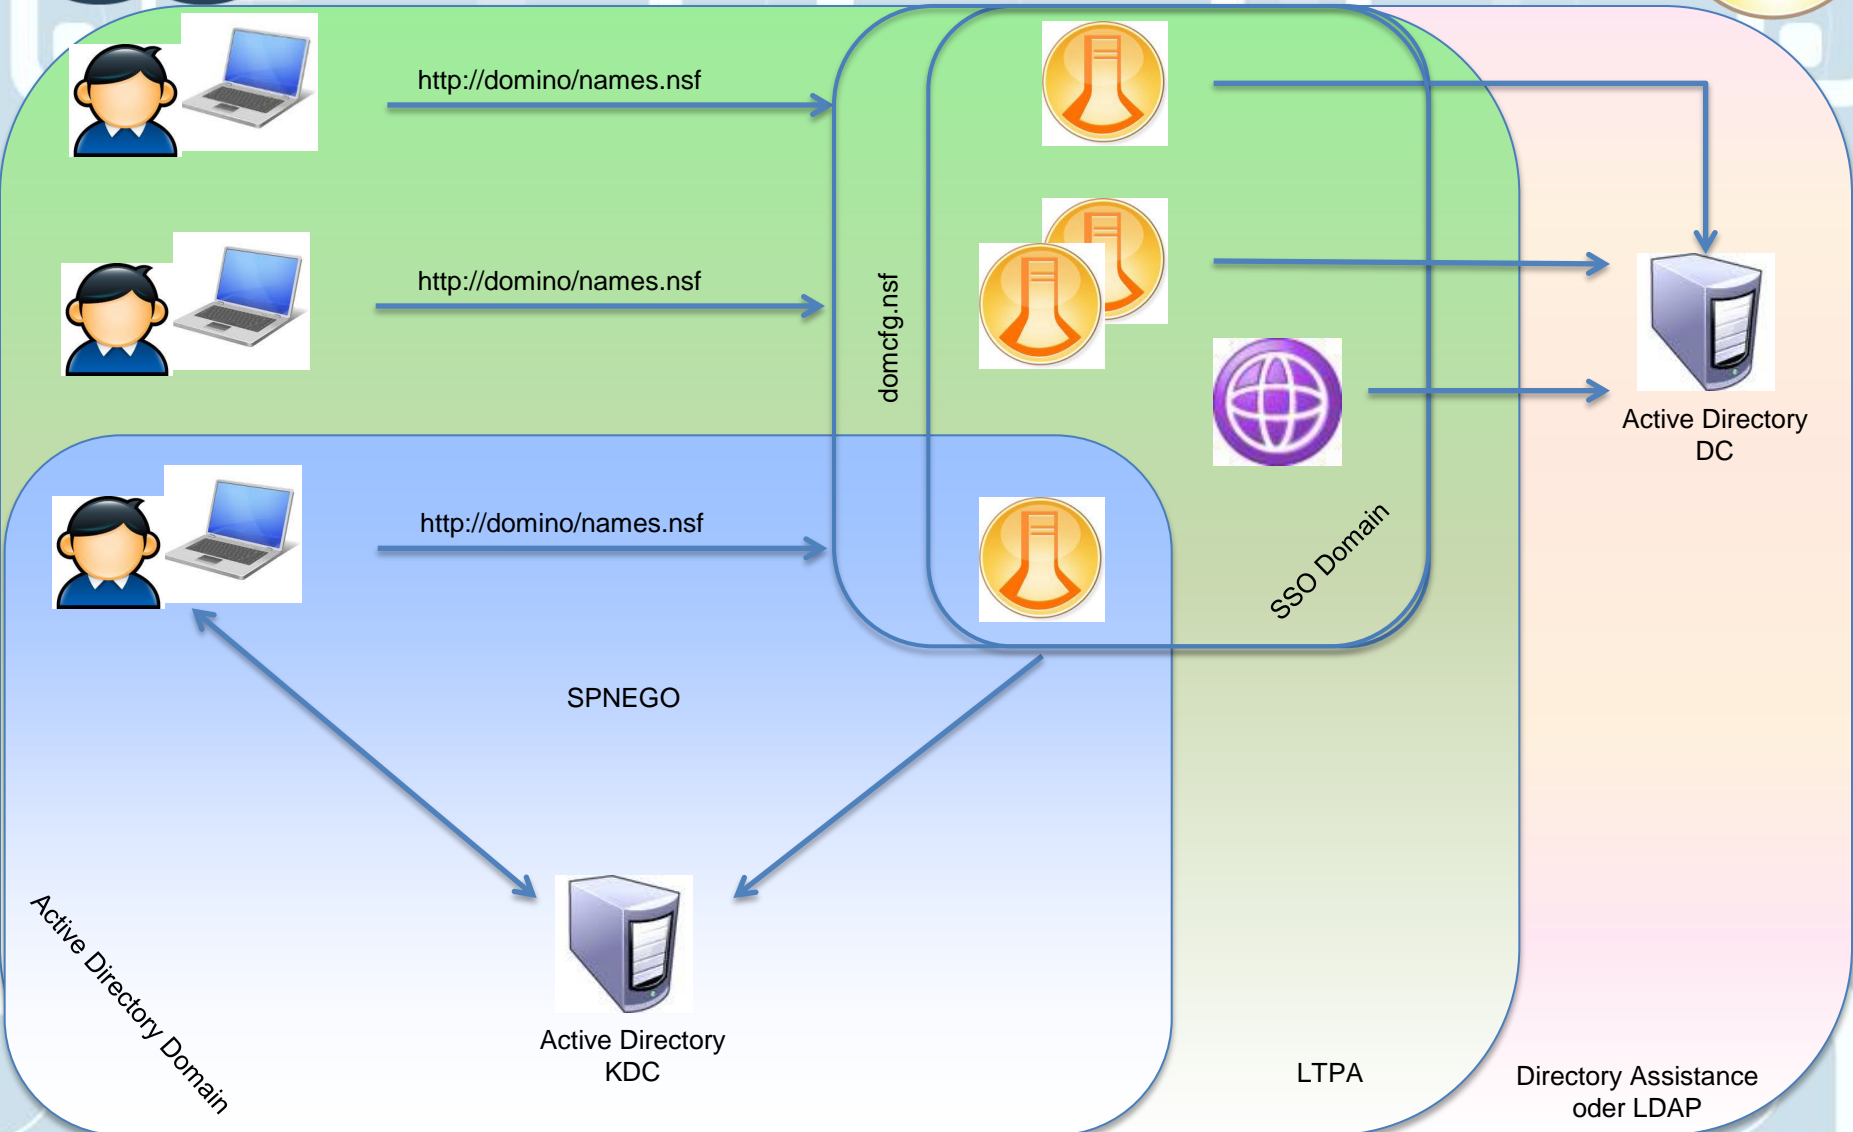 http://domino/names.nsf
http://domino/names.nsf
domcfg.nsf
Active Directory
DC
http://domino/names.nsf
SSO Domain
SPNEGO
Active Directory Domain
Active Directory
KDC
LTPA
Directory Assistance
oder LDAP